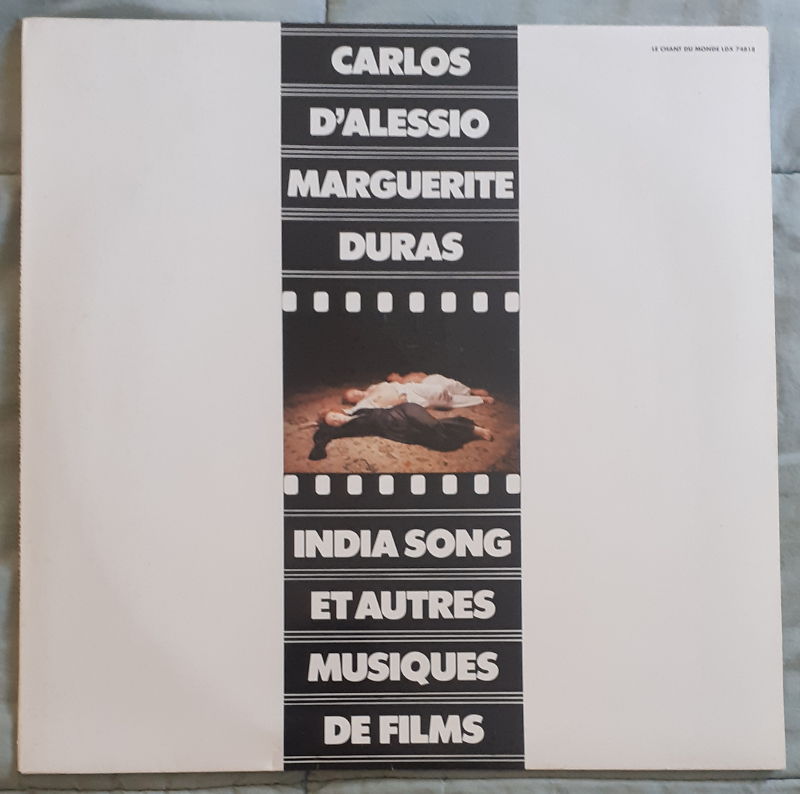 LE CHANT DU MONDE LDX 74818
CARLOS
D'ALESSIO
MARGUERITE
DURAS
INDIA SONG
ET AUTRES
MUSIQUES
DE FILMS